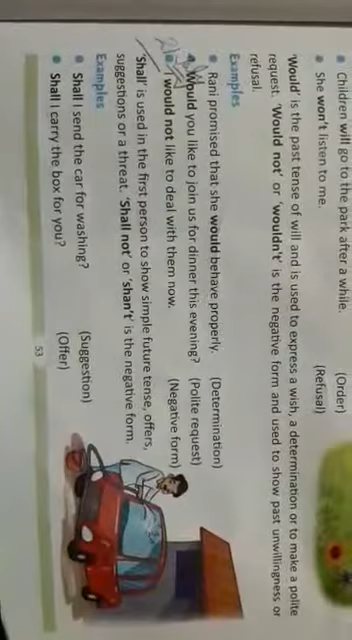 Children will go to the park after a while. (Order)
She won't listen to me. (Refusal)
'Would' is the past tense of will and is used to express a wish, a determination or to make a polite
request. 'Would not' or 'wouldn't' is the negative form and used to show past unwillingness or
refusal.
Examples
Rani promised that she would behave properly. (Determination)
Would you like to join us for dinner this evening? (Polite request)
I would not like to deal with them now. (Negative form)
'Shall' is used in the first person to show simple future tense, offers,
suggestions or a threat. 'Shall not' or 'shan't' is the negative form.
Examples
Shall I send the car for washing? (Suggestion)
Shall I carry the box for you? (Offer)
53